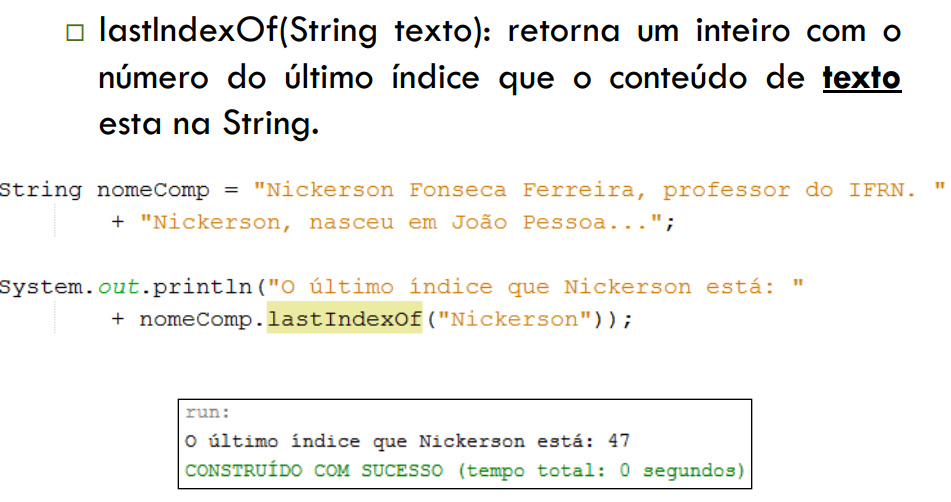 lastIndexOf(String texto): retorna um inteiro com o
número do último índice que o conteúdo de texto
esta na String.
String nomeComp = "Nickerson Fonseca Ferreira, professor do IFRN. "
+ "Nickerson, nasceu em João Pessoa...";
System.out.println("O último índice que Nickerson está: "
+ nomeComp.lastIndexOf("Nickerson"));
run:
O último índice que Nickerson está: 47
CONSTRUÍDO COM SUCESSO (tempo total: 0 segundos)